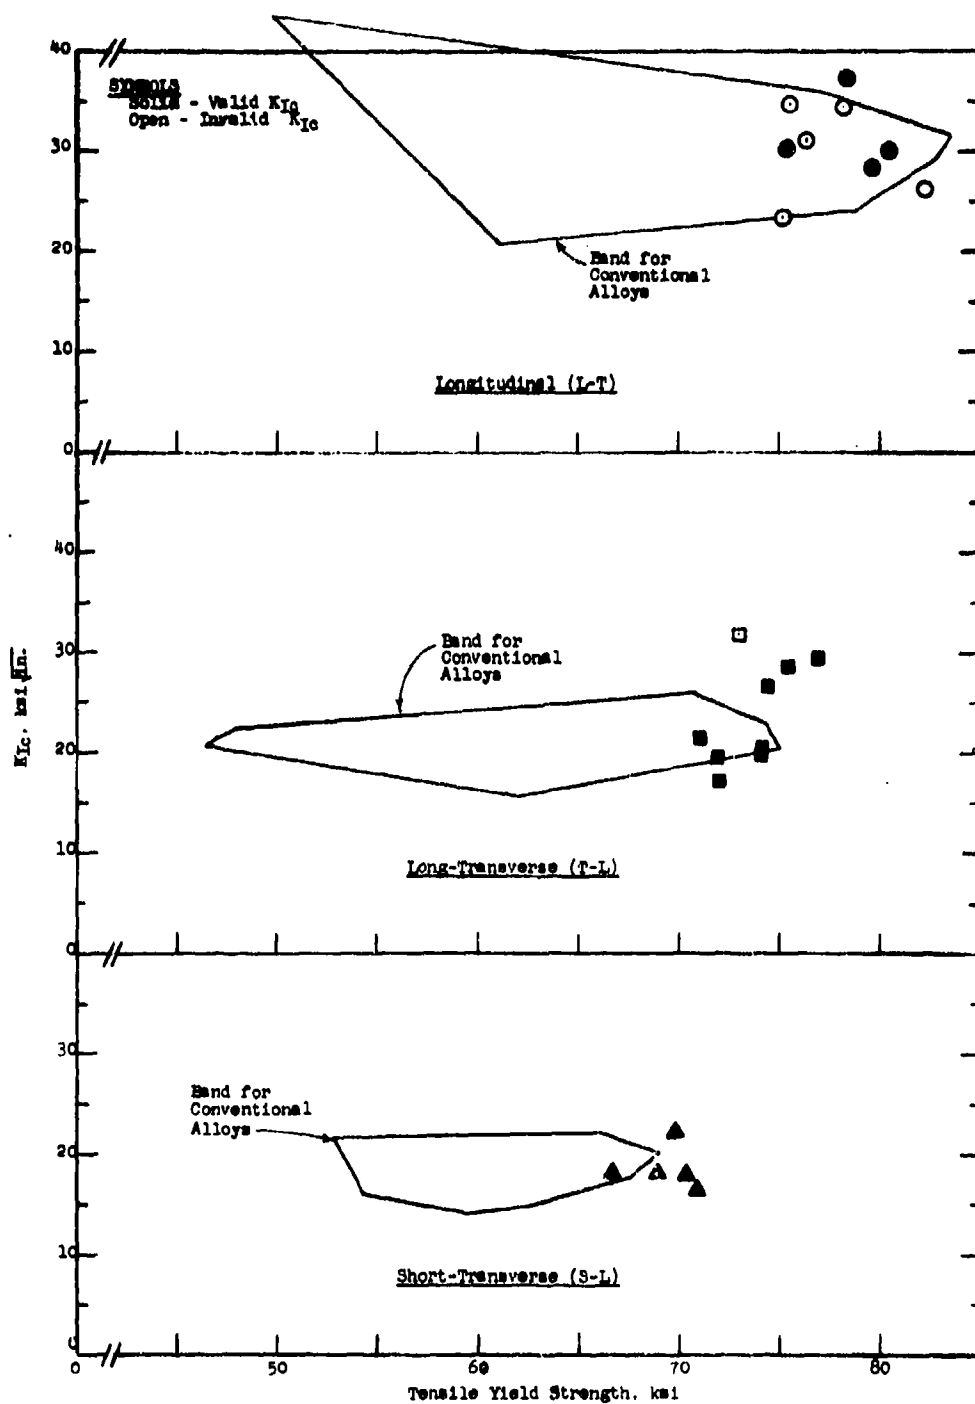 40
SYMBOLS
Solid - Valid KIc
Open - Invalid KIc
30
20
Band for
Conventional
Alloys
10
Longitudinal (L-T)
0
40
30
Band for
Conventional
Alloys
KIc, ksi √in.
20
10
Long-Transverse (T-L)
0
30
Band for
Conventional
Alloys
20
10
Short-Transverse (S-L)
0
0 50 60 70 80
Tensile Yield Strength, ksi